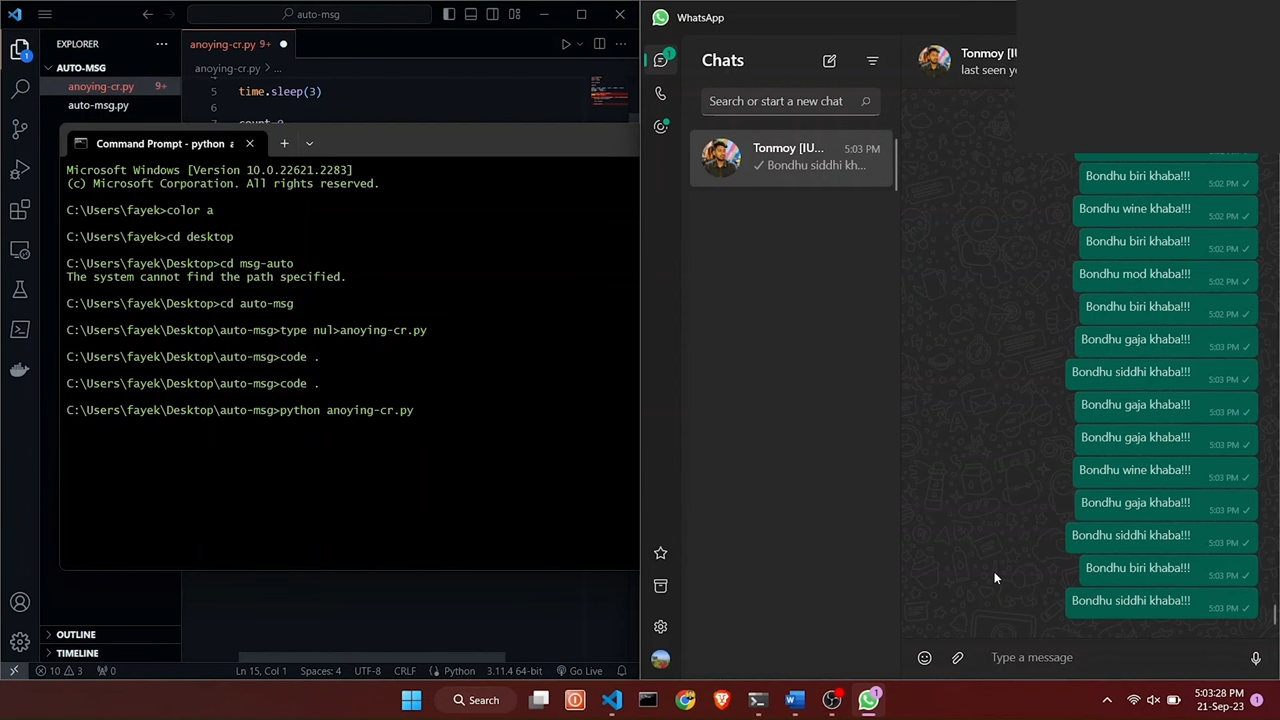 auto-msg
EXPLORER
AUTO-MSG
anoying-cr.py 9+
auto-msg.py
OUTLINE
TIMELINE
1
anoying-cr.py 9+
anoying-cr.py > ...
5 time.sleep(3)
6
Command Prompt - python
Microsoft Windows [Version 10.0.22621.2283]
(c) Microsoft Corporation. All rights reserved.
C:\Users\fayek>color a
C:\Users\fayek>cd desktop
C:\Users\fayek\Desktop>cd msg-auto
The system cannot find the path specified.
C:\Users\fayek\Desktop>cd auto-msg
C:\Users\fayek\Desktop\auto-msg>type nul>anoying-cr.py
C:\Users\fayek\Desktop\auto-msg>code .
C:\Users\fayek\Desktop\auto-msg>code .
C:\Users\fayek\Desktop\auto-msg>python anoying-cr.py
10 3 0 Ln 15, Col 1 Spaces: 4 UTF-8 CRLF Python 3.11.4 64-bit Go Live
WhatsApp
1
Chats
Search or start a new chat
Tonmoy [IU... 5:03 PM
Bondhu siddhi kh...
Tonmoy [IU
last seen ye
Bondhu biri khaba!!! 5:02 PM
Bondhu wine khaba!!! 5:02 PM
Bondhu biri khaba!!! 5:02 PM
Bondhu mod khaba!!! 5:02 PM
Bondhu biri khaba!!! 5:02 PM
Bondhu gaja khaba!!! 5:03 PM
Bondhu siddhi khaba!!! 5:03 PM
Bondhu gaja khaba!!! 5:03 PM
Bondhu gaja khaba!!! 5:03 PM
Bondhu wine khaba!!! 5:03 PM
Bondhu gaja khaba!!! 5:03 PM
Bondhu siddhi khaba!!! 5:03 PM
Bondhu biri khaba!!! 5:03 PM
Bondhu siddhi khaba!!! 5:03 PM
Type a message
Search
1
5:03:28 PM
21-Sep-23
1